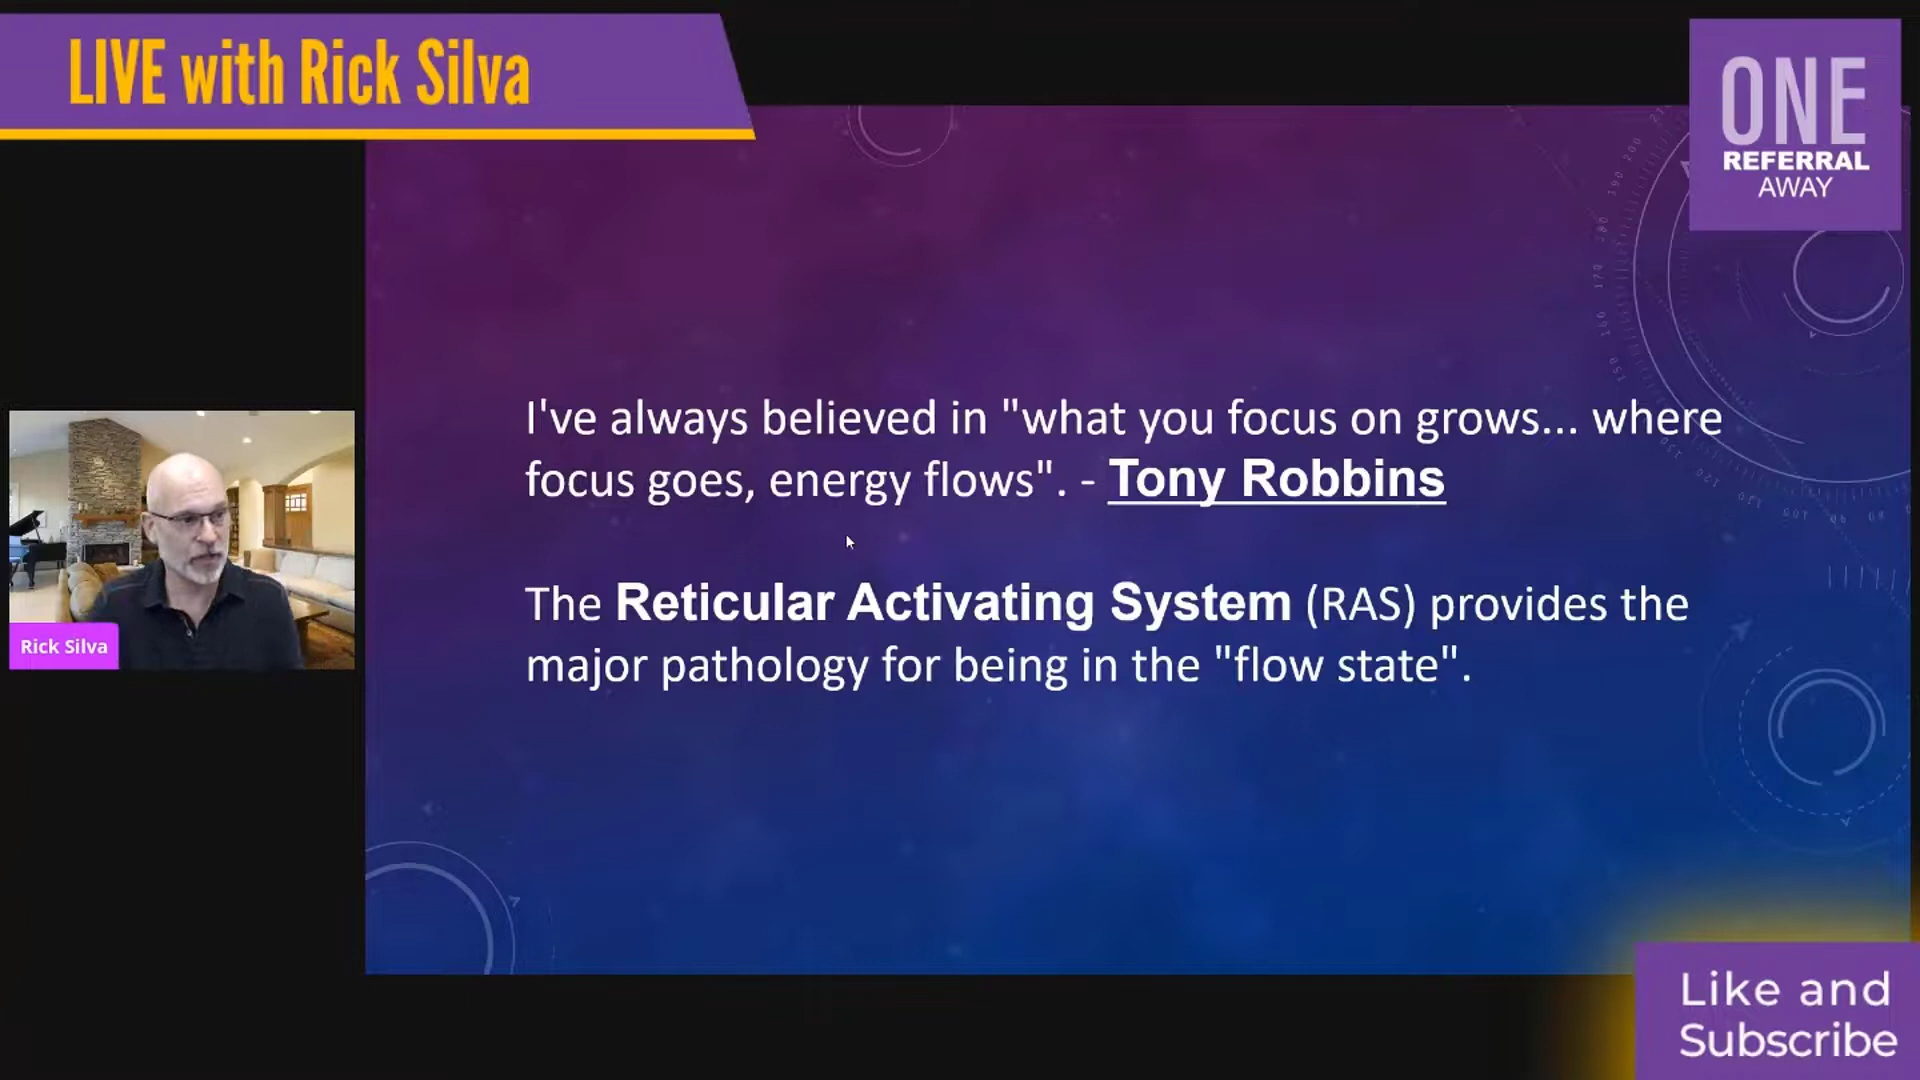 LIVE with Rick Silva
ONE
REFERRAL
AWAY
I've always believed in "what you focus on grows... where
focus goes, energy flows". - Tony Robbins
The Reticular Activating System (RAS) provides the
major pathology for being in the "flow state".
Rick Silva
Like and
Subscribe